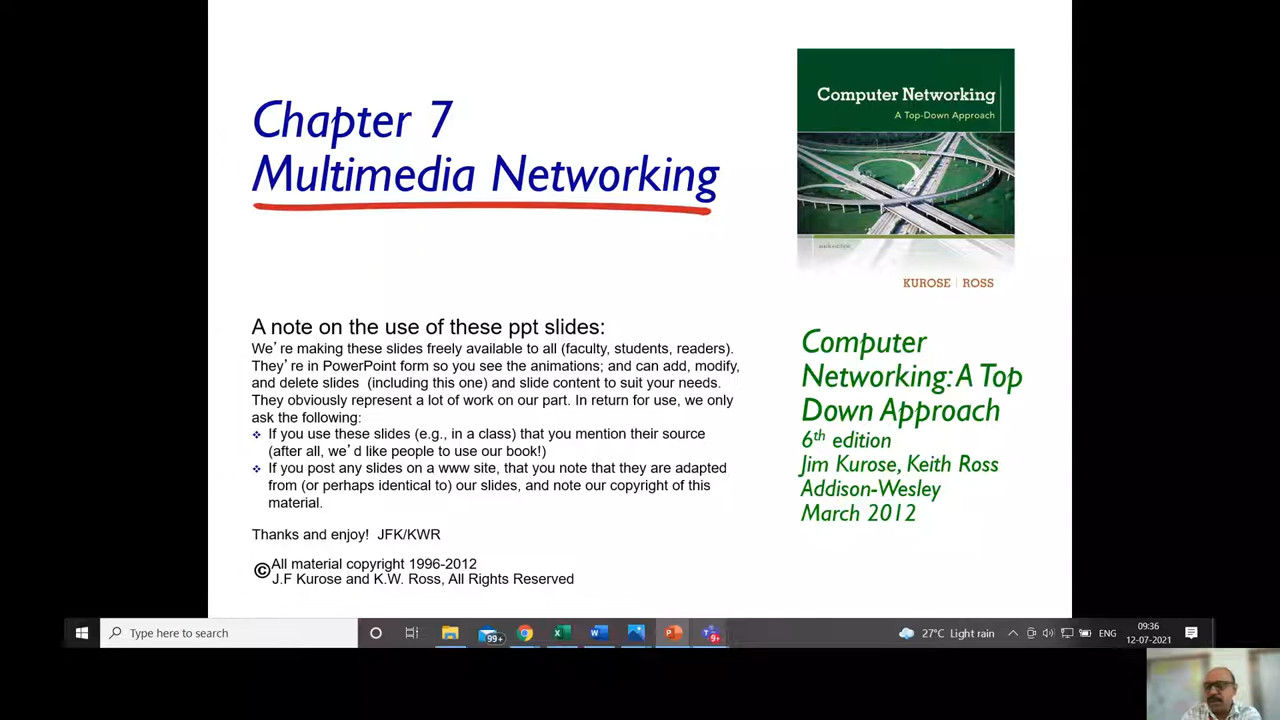 Chapter 7
Multimedia Networking
Computer Networking
A Top-Down Approach
KUROSE | ROSS
A note on the use of these ppt slides:
We're making these slides freely available to all (faculty, students, readers).
They're in PowerPoint form so you see the animations; and can add, modify,
and delete slides (including this one) and slide content to suit your needs.
They obviously represent a lot of work on our part. In return for use, we only
ask the following:
❖ If you use these slides (e.g., in a class) that you mention their source
(after all, we'd like people to use our book!)
❖ If you post any slides on a www site, that you note that they are adapted
from (or perhaps identical to) our slides, and note our copyright of this
material.
Thanks and enjoy! JFK/KWR
© All material copyright 1996-2012
J.F Kurose and K.W. Ross, All Rights Reserved
Computer
Networking: A Top
Down Approach
6th edition
Jim Kurose, Keith Ross
Addison-Wesley
March 2012
Type here to search
99+
9+
27°C Light rain
ENG
09:36
12-07-2021